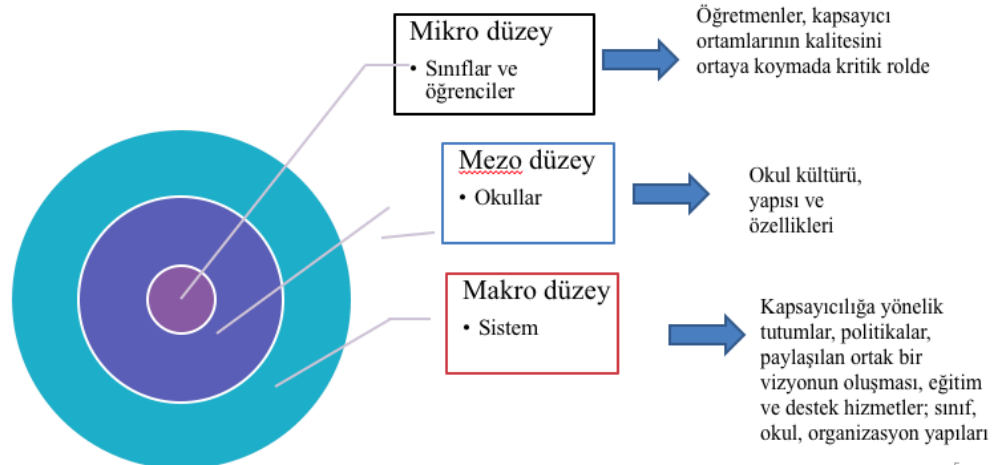 Mikro düzey
• Sınıflar ve
öğrenciler
Öğretmenler, kapsayıcı
ortamlarının kalitesini
ortaya koymada kritik rolde
Mezo düzey
• Okullar
Okul kültürü,
yapısı ve
özellikleri
Makro düzey
• Sistem
Kapsayıcılığa yönelik
tutumlar, politikalar,
paylaşılan ortak bir
vizyonun oluşması, eğitim
ve destek hizmetler; sınıf,
okul, organizasyon yapıları